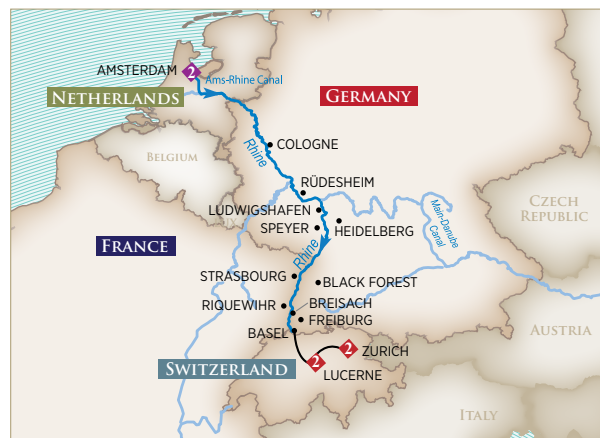 AMSTERDAM
2
Ams-Rhine Canal
NETHERLANDS
GERMANY
BELGIUM
Rhine
COLOGNE
RÜDESHEIM
LUDWIGSHAFEN
SPEYER
HEIDELBERG
Main-Danube
Canal
CZECH
REPUBLIC
FRANCE
Rhine
STRASBOURG
BLACK FOREST
RIQUEWIHR
BREISACH
FREIBURG
BASEL
AUSTRIA
2
ZURICH
SWITZERLAND
2
LUCERNE
ITALY